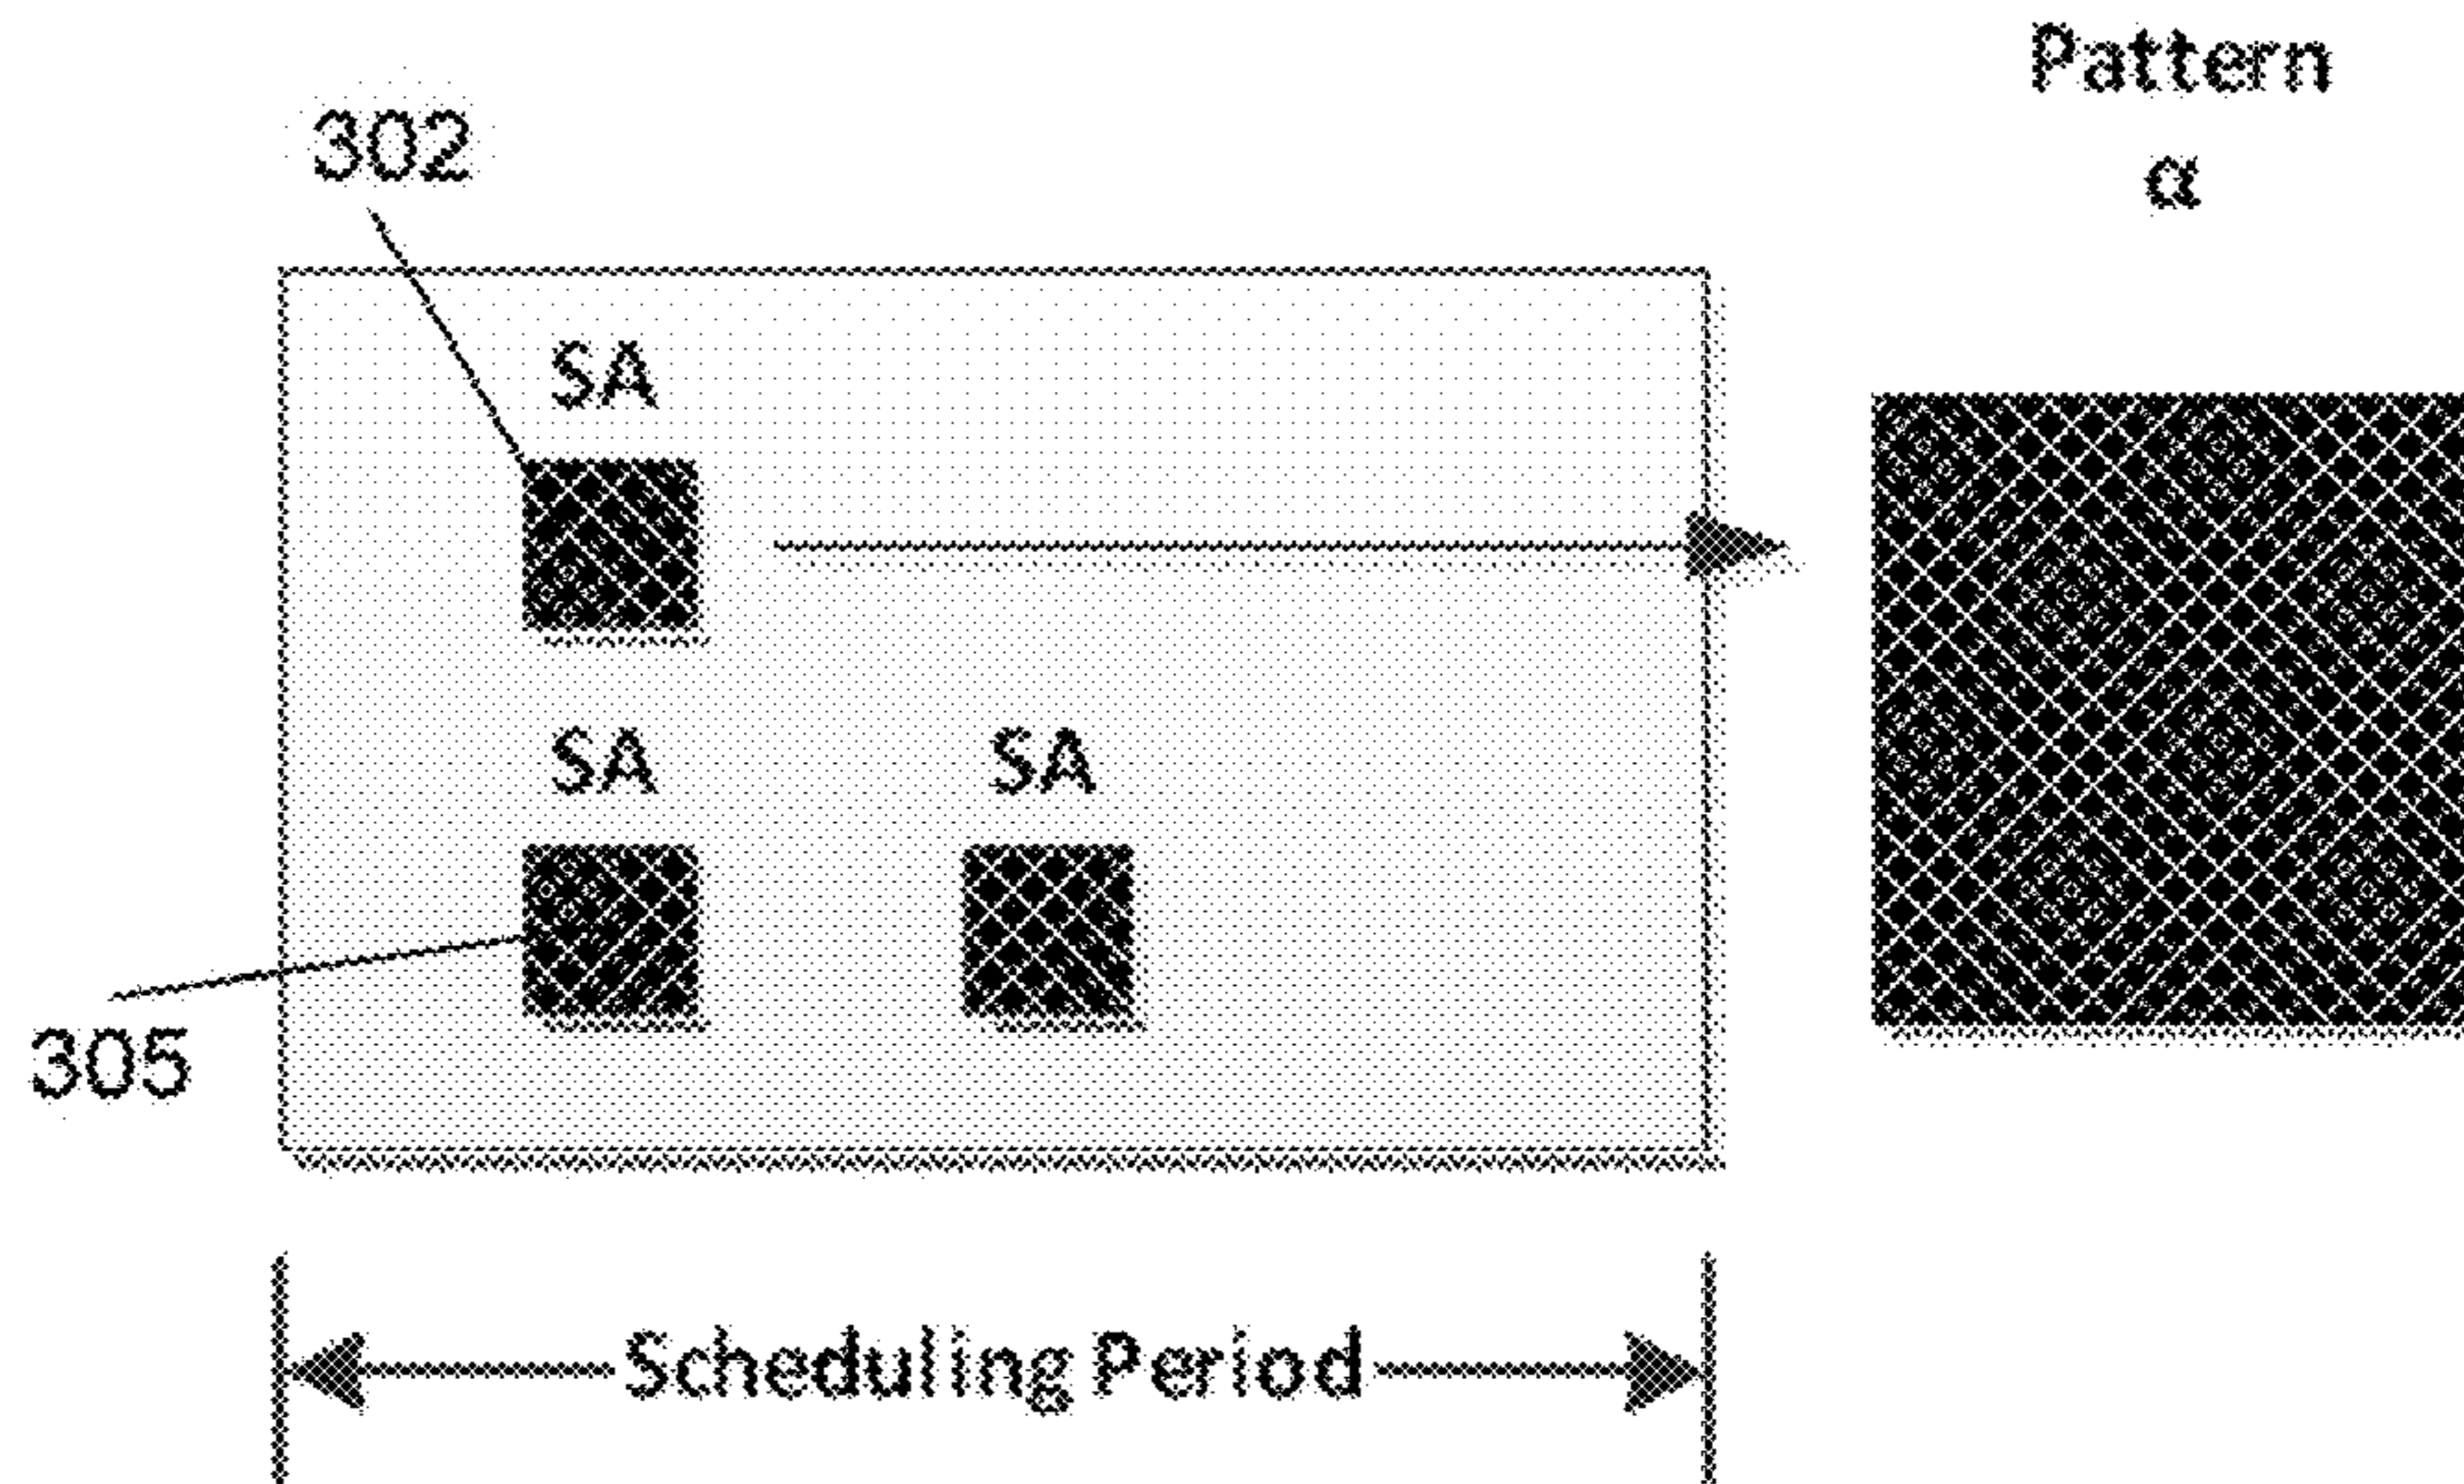 Pattern
α
302
SA
SA
SA
305
Scheduling Period